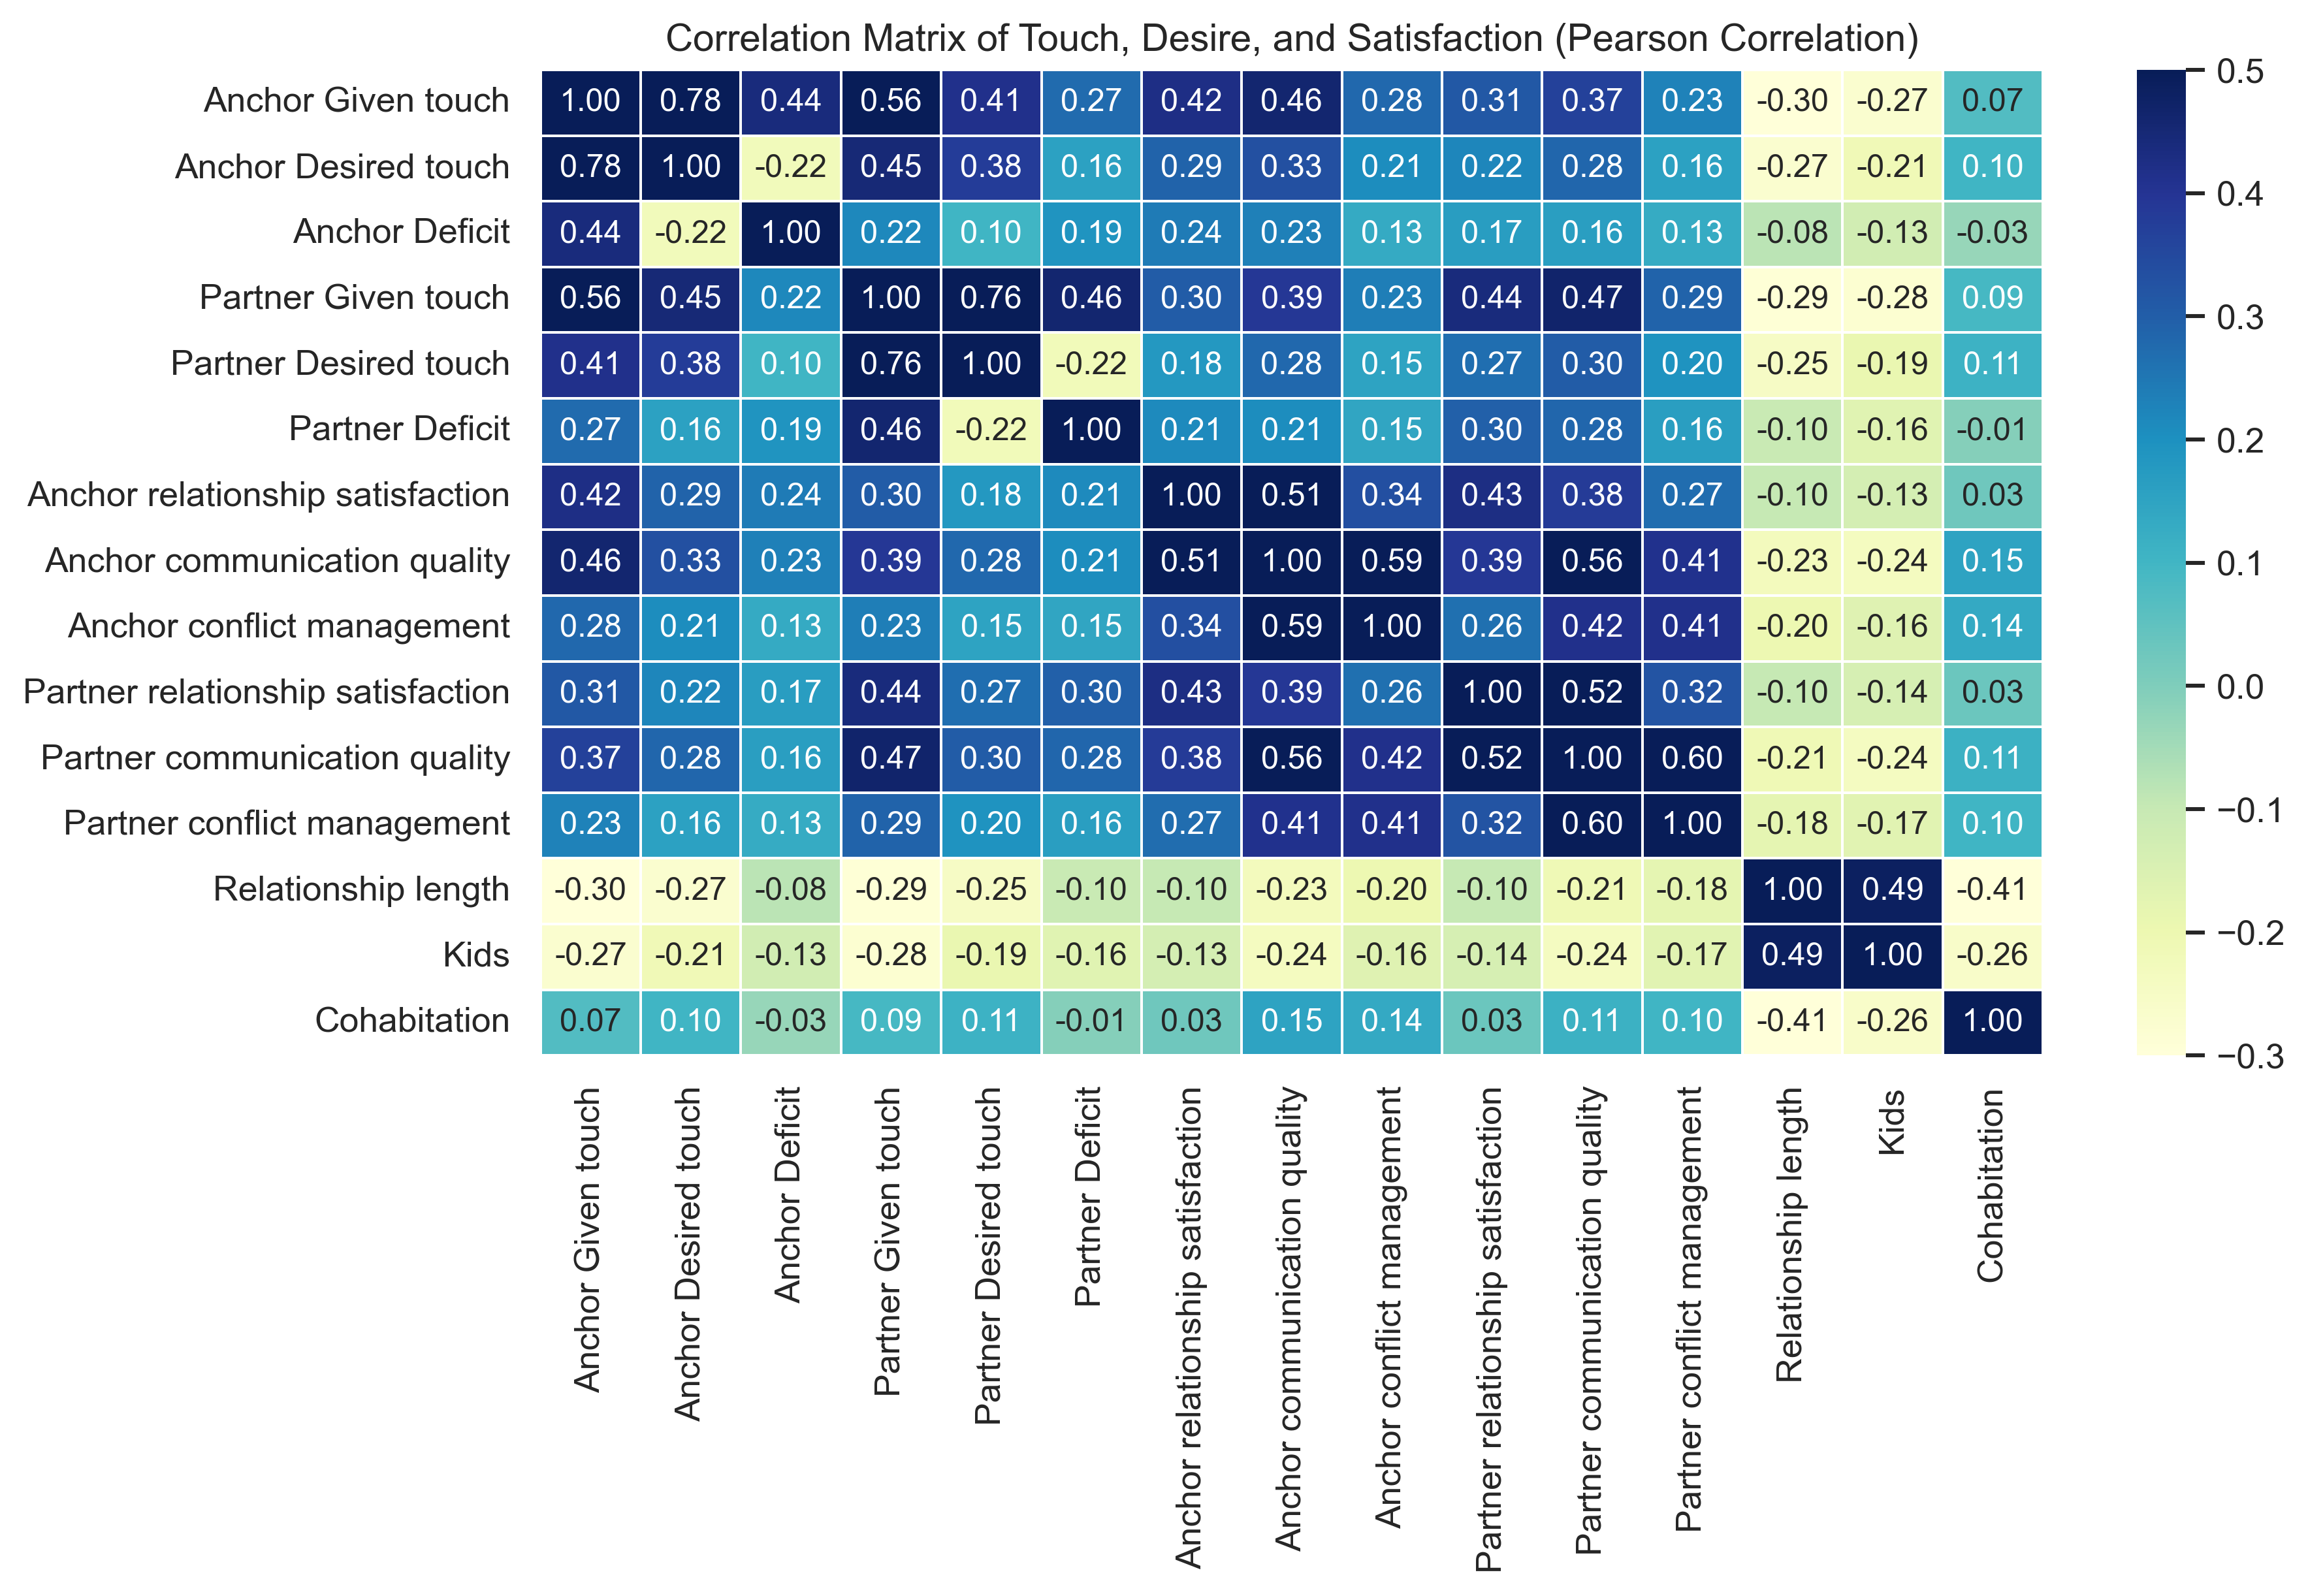 Correlation Matrix of Touch, Desire, and Satisfaction (Pearson Correlation)
Anchor Given touch 1.00 0.78 0.44 0.56 0.41 0.27 0.42 0.46 0.28 0.31 0.37 0.23 -0.30 -0.27 0.07
Anchor Desired touch 0.78 1.00 -0.22 0.45 0.38 0.16 0.29 0.33 0.21 0.22 0.28 0.16 -0.27 -0.21 0.10
Anchor Deficit 0.44 -0.22 1.00 0.22 0.10 0.19 0.24 0.23 0.13 0.17 0.16 0.13 -0.08 -0.13 -0.03
Partner Given touch 0.56 0.45 0.22 1.00 0.76 0.46 0.30 0.39 0.23 0.44 0.47 0.29 -0.29 -0.28 0.09
Partner Desired touch 0.41 0.38 0.10 0.76 1.00 -0.22 0.18 0.28 0.15 0.27 0.30 0.20 -0.25 -0.19 0.11
Partner Deficit 0.27 0.16 0.19 0.46 -0.22 1.00 0.21 0.21 0.15 0.30 0.28 0.16 -0.10 -0.16 -0.01
Anchor relationship satisfaction 0.42 0.29 0.24 0.30 0.18 0.21 1.00 0.51 0.34 0.43 0.38 0.27 -0.10 -0.13 0.03
Anchor communication quality 0.46 0.33 0.23 0.39 0.28 0.21 0.51 1.00 0.59 0.39 0.56 0.41 -0.23 -0.24 0.15
Anchor conflict management 0.28 0.21 0.13 0.23 0.15 0.15 0.34 0.59 1.00 0.26 0.42 0.41 -0.20 -0.16 0.14
Partner relationship satisfaction 0.31 0.22 0.17 0.44 0.27 0.30 0.43 0.39 0.26 1.00 0.52 0.32 -0.10 -0.14 0.03
Partner communication quality 0.37 0.28 0.16 0.47 0.30 0.28 0.38 0.56 0.42 0.52 1.00 0.60 -0.21 -0.24 0.11
Partner conflict management 0.23 0.16 0.13 0.29 0.20 0.16 0.27 0.41 0.41 0.32 0.60 1.00 -0.18 -0.17 0.10
Relationship length -0.30 -0.27 -0.08 -0.29 -0.25 -0.10 -0.10 -0.23 -0.20 -0.10 -0.21 -0.18 1.00 0.49 -0.41
Kids -0.27 -0.21 -0.13 -0.28 -0.19 -0.16 -0.13 -0.24 -0.16 -0.14 -0.24 -0.17 0.49 1.00 -0.26
Cohabitation 0.07 0.10 -0.03 0.09 0.11 -0.01 0.03 0.15 0.14 0.03 0.11 0.10 -0.41 -0.26 1.00
Anchor Given touch
Anchor Desired touch
Anchor Deficit
Partner Given touch
Partner Desired touch
Partner Deficit
Anchor relationship satisfaction
Anchor communication quality
Anchor conflict management
Partner relationship satisfaction
Partner communication quality
Partner conflict management
Relationship length
Kids
Cohabitation
0.5
0.4
0.3
0.2
0.1
0.0
−0.1
−0.2
−0.3